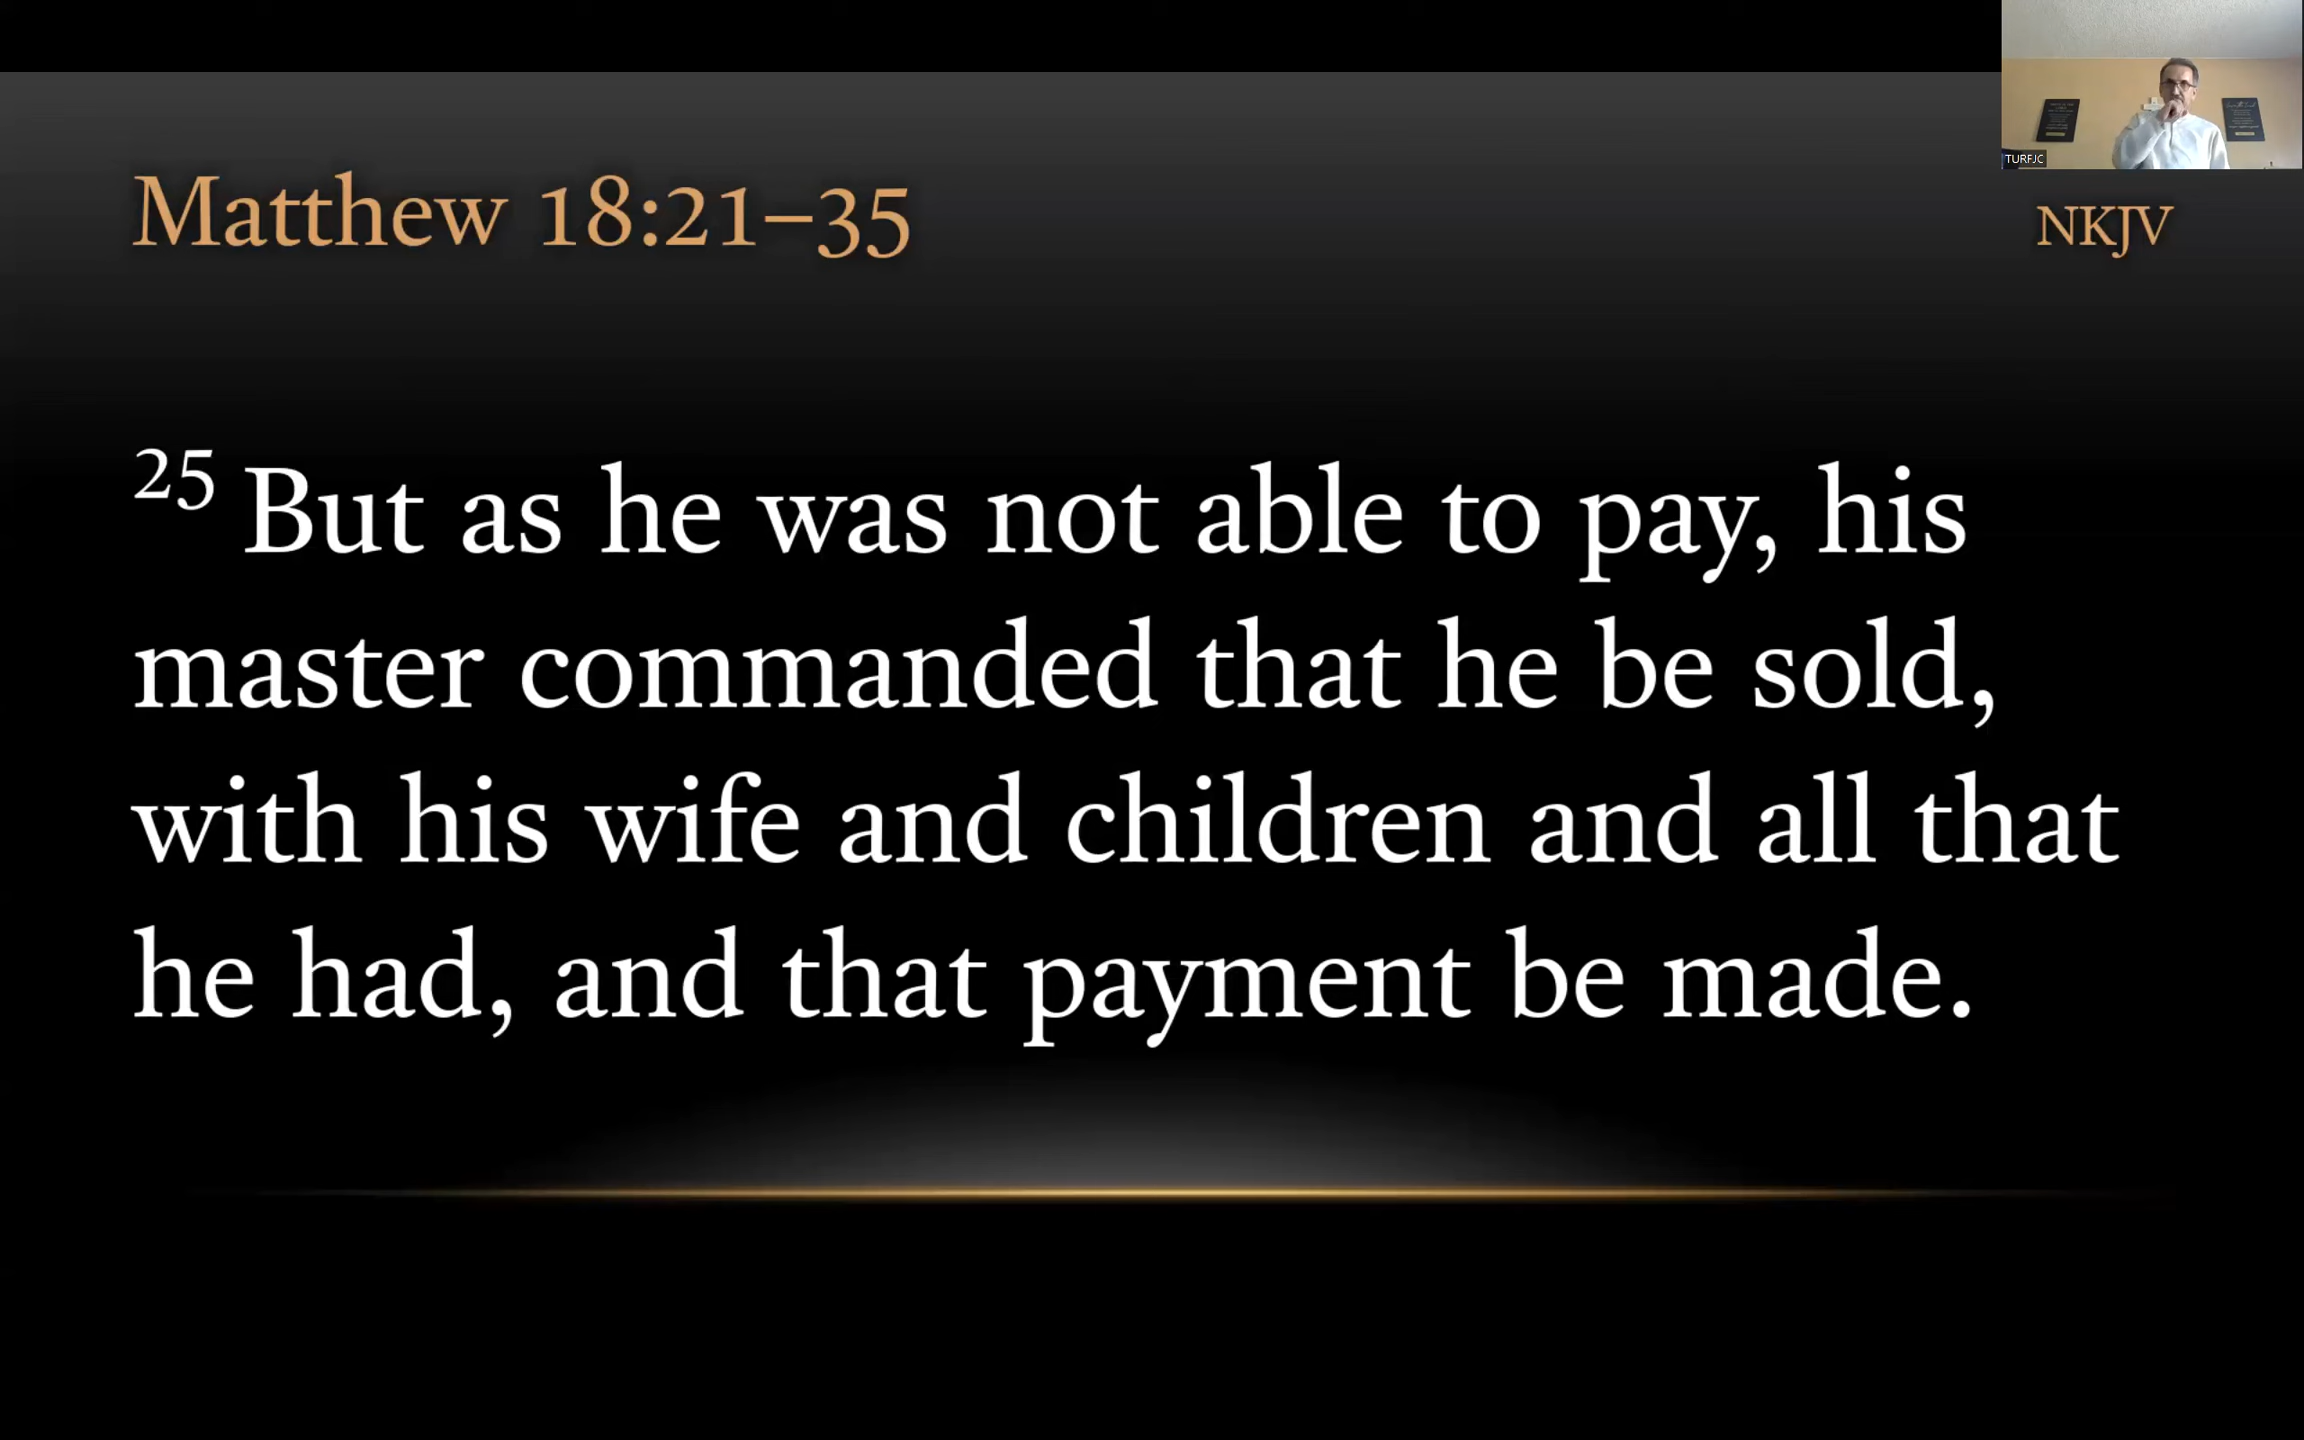 TURFJC
Matthew 18:21–35
NKJV
25 But as he was not able to pay, his
master commanded that he be sold,
with his wife and children and all that
he had, and that payment be made.